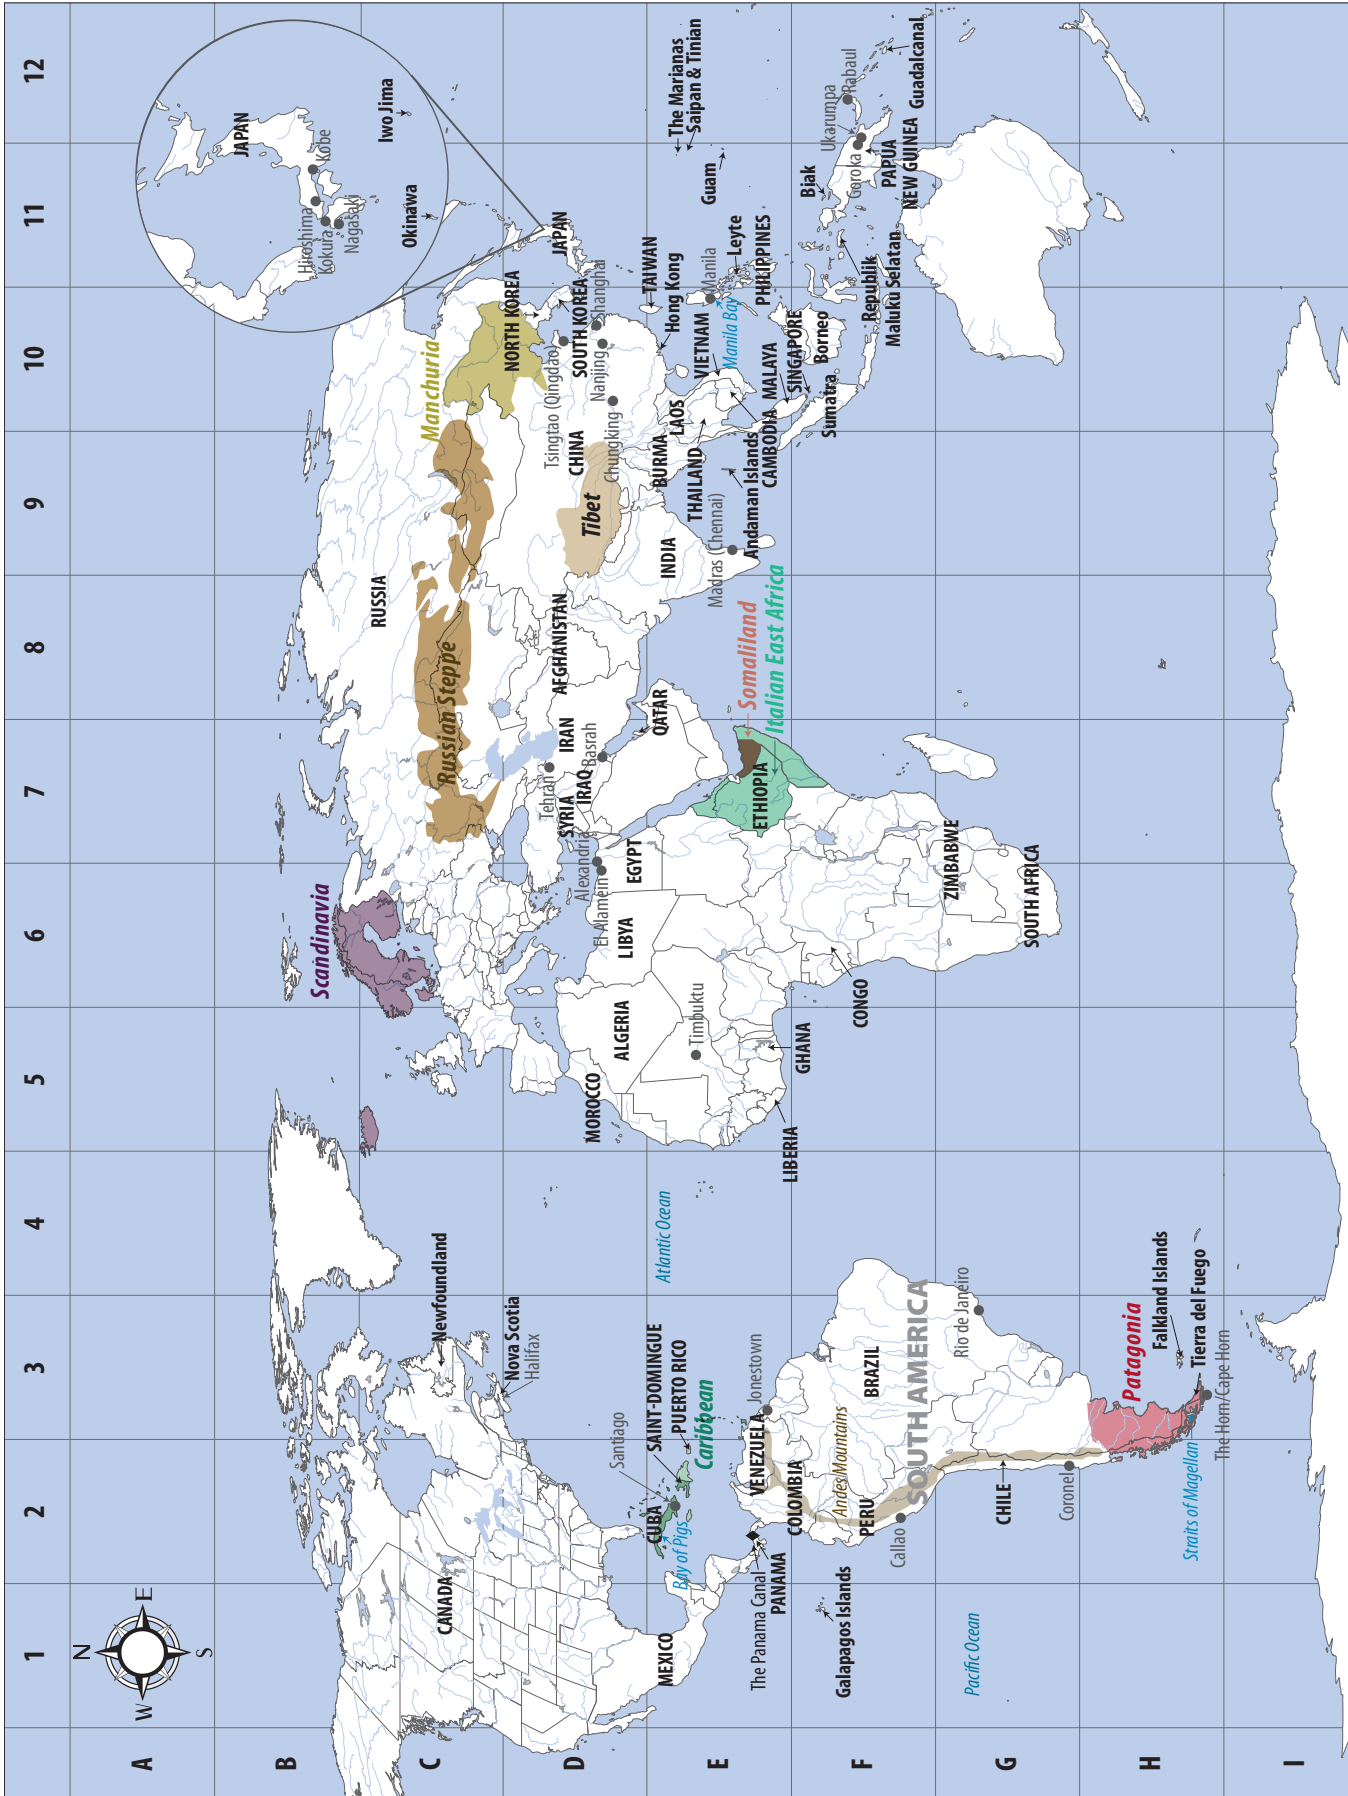 1
2
3
4
5
6
7
8
9
10
11
12
A
B
C
D
E
F
G
H
I
N
E
S
W
JAPAN
Kobe
Hiroshima
Kokura
Nagasaki
Iwo Jima
Okinawa
Scandinavia
RUSSIA
Russian Steppe
Manchuria
CANADA
Newfoundland
Nova Scotia
Halifax
NORTH KOREA
SOUTH KOREA
JAPAN
Tsingtao (Qingdao)
CHINA
Nanjing
Shanghai
Chungking
Tibet
AFGHANISTAN
IRAN
Tehran
SYRIA
IRAQ
Basrah
Alexandria
El Alamein
EGYPT
LIBYA
ALGERIA
MOROCCO
Timbuktu
QATAR
INDIA
BURMA
LAOS
THAILAND
VIETNAM
CAMBODIA
Hong Kong
TAIWAN
Manila
Manila Bay
Leyte
PHILIPPINES
Guam
The Marianas
Saipan & Tinian
Madras (Chennai)
Andaman Islands
MALAYA
SINGAPORE
Borneo
Sumatra
Somaliland
Italian East Africa
ETHIOPIA
GHANA
LIBERIA
CONGO
ZIMBABWE
SOUTH AFRICA
Atlantic Ocean
MEXICO
CUBA
Bay of Pigs
Santiago
SAINT-DOMINGUE
PUERTO RICO
Caribbean
The Panama Canal
PANAMA
VENEZUELA
Jonestown
COLOMBIA
Galapagos Islands
Andes Mountains
PERU
BRAZIL
Callao
SOUTH AMERICA
Rio de Janeiro
Pacific Ocean
CHILE
Coronel
Patagonia
Falkland Islands
Tierra del Fuego
Straits of Magellan
The Horn/Cape Horn
Biak
Ukarumpa
Rabaul
Goroka
PAPUA
NEW GUINEA
Guadalcanal
Republik
Maluku Selatan